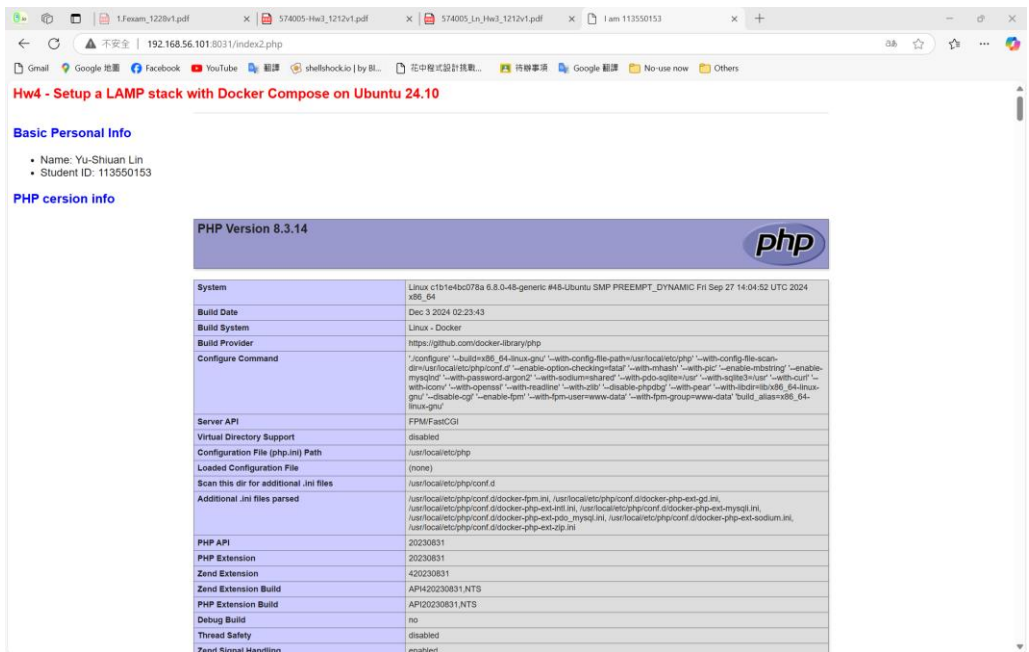 1.Fexam_1228v1.pdf
574005-Hw3_1212v1.pdf
574005_Ln_Hw3_1212v1.pdf
I am 113550153
不安全 | 192.168.56.101:8031/index2.php
Gmail
Google 地圖
Facebook
YouTube
翻譯
shellshock.io | by Bl...
花中程式設計挑戰...
待辦事項
Google 翻譯
No-use now
Others
Hw4 - Setup a LAMP stack with Docker Compose on Ubuntu 24.10
Basic Personal Info
• Name: Yu-Shiuan Lin
• Student ID: 113550153
PHP cersion info
PHP Version 8.3.14
php
System
Linux c1b1e4bc078a 6.8.0-48-generic #48-Ubuntu SMP PREEMPT_DYNAMIC Fri Sep 27 14:04:52 UTC 2024
x86_64
Build Date
Dec 3 2024 02:23:43
Build System
Linux - Docker
Build Provider
https://github.com/docker-library/php
Configure Command
'./configure' '--build=x86_64-linux-gnu' '--with-config-file-path=/usr/local/etc/php' '--with-config-file-scan-
dir=/usr/local/etc/php/conf.d' '--enable-option-checking=fatal' '--with-mhash' '--with-pic' '--enable-mbstring' '--enable-
mysqlnd' '--with-password-argon2' '--with-sodium=shared' '--with-pdo-sqlite=/usr' '--with-sqlite3=/usr' '--with-curl' '--
with-iconv' '--with-openssl' '--with-readline' '--with-zlib' '--disable-phpdbg' '--with-pear' '--with-libdir=lib/x86_64-linux-
gnu' '--disable-cgi' '--enable-fpm' '--with-fpm-user=www-data' '--with-fpm-group=www-data' 'build_alias=x86_64-
linux-gnu'
Server API
FPM/FastCGI
Virtual Directory Support
disabled
Configuration File (php.ini) Path
/usr/local/etc/php
Loaded Configuration File
(none)
Scan this dir for additional .ini files
/usr/local/etc/php/conf.d
Additional .ini files parsed
/usr/local/etc/php/conf.d/docker-fpm.ini, /usr/local/etc/php/conf.d/docker-php-ext-gd.ini,
/usr/local/etc/php/conf.d/docker-php-ext-intl.ini, /usr/local/etc/php/conf.d/docker-php-ext-mysqli.ini,
/usr/local/etc/php/conf.d/docker-php-ext-pdo_mysql.ini, /usr/local/etc/php/conf.d/docker-php-ext-sodium.ini,
/usr/local/etc/php/conf.d/docker-php-ext-zip.ini
PHP API
20230831
PHP Extension
20230831
Zend Extension
420230831
Zend Extension Build
API420230831,NTS
PHP Extension Build
API20230831,NTS
Debug Build
no
Thread Safety
disabled
Zend Signal Handling
enabled